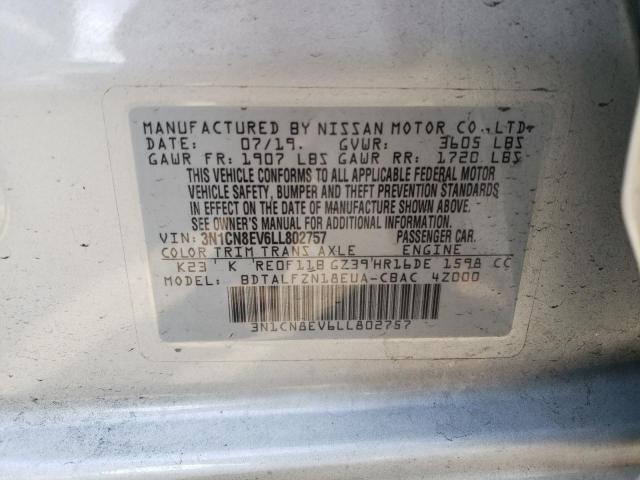 MANUFACTURED BY NISSAN MOTOR CO., LTD.
DATE: 07/19. GVWR: 3605 LBS
GAWR FR: 1907 LBS GAWR RR: 1720 LBS
THIS VEHICLE CONFORMS TO ALL APPLICABLE FEDERAL MOTOR
VEHICLE SAFETY, BUMPER AND THEFT PREVENTION STANDARDS
IN EFFECT ON THE DATE OF MANUFACTURE SHOWN ABOVE.
SEE OWNER'S MANUAL FOR ADDITIONAL INFORMATION
VIN: 3N1CN8EV6LL802757 PASSENGER CAR.
COLOR TRIM TRANS AXLE ENGINE
K23 K RE0F11B GZ39 HR16DE 1598 CC
MODEL: BDTALFZN18EUA-CBAC 4Z000
3N1CN8EV6LL802757